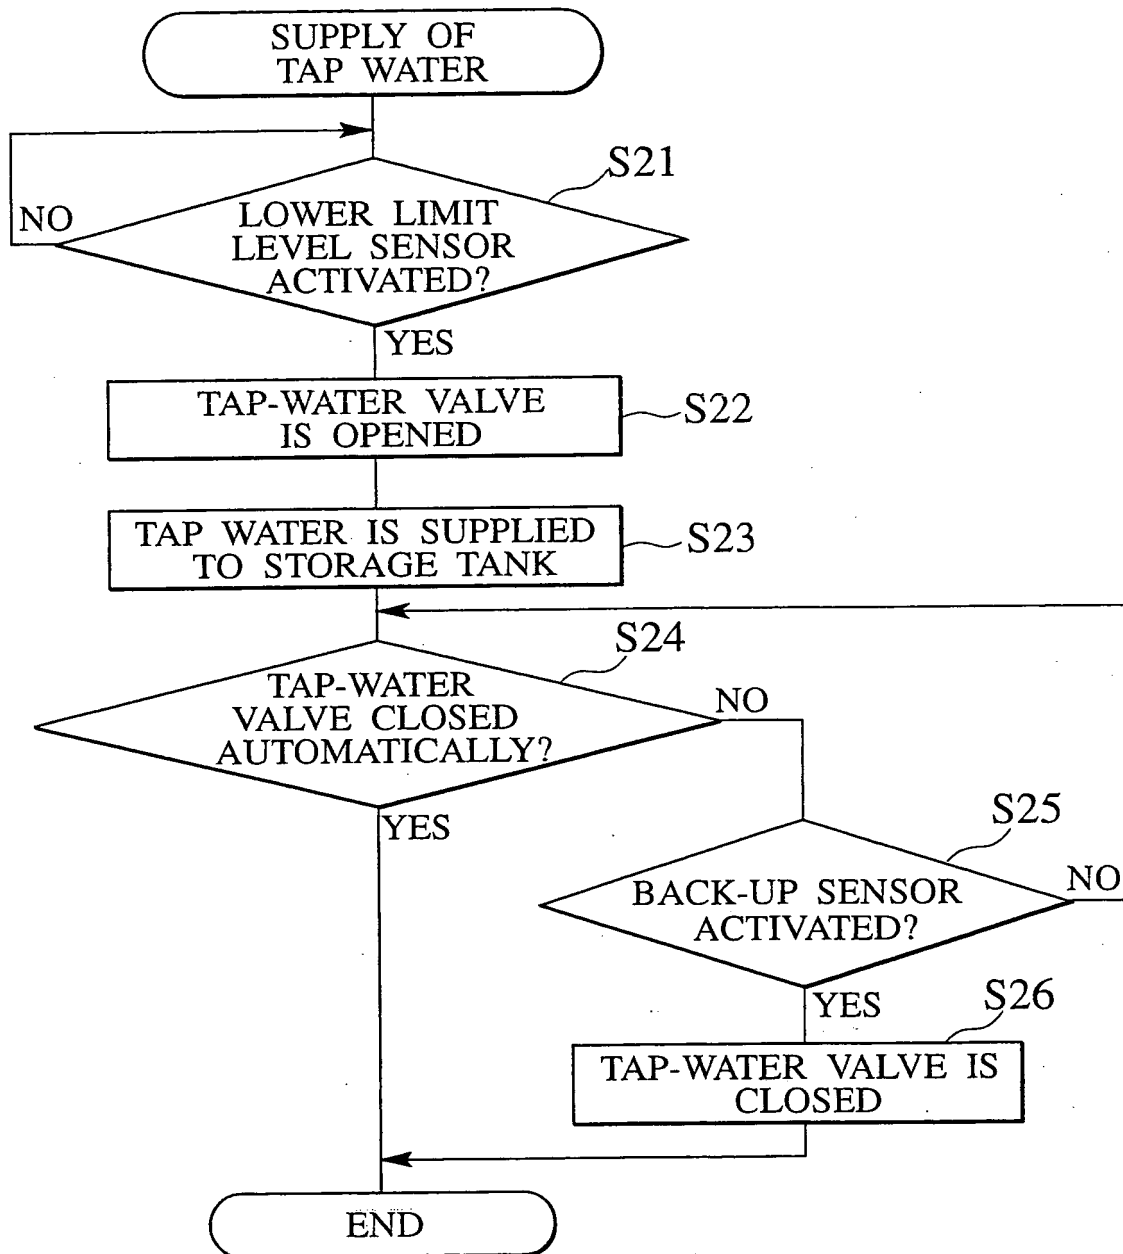 SUPPLY OF
TAP WATER
S21
NO
LOWER LIMIT
LEVEL SENSOR
ACTIVATED?
YES
TAP-WATER VALVE
IS OPENED
S22
TAP WATER IS SUPPLIED
TO STORAGE TANK
S23
S24
TAP-WATER
VALVE CLOSED
AUTOMATICALLY?
NO
YES
S25
BACK-UP SENSOR
ACTIVATED?
NO
YES
S26
TAP-WATER VALVE IS
CLOSED
END